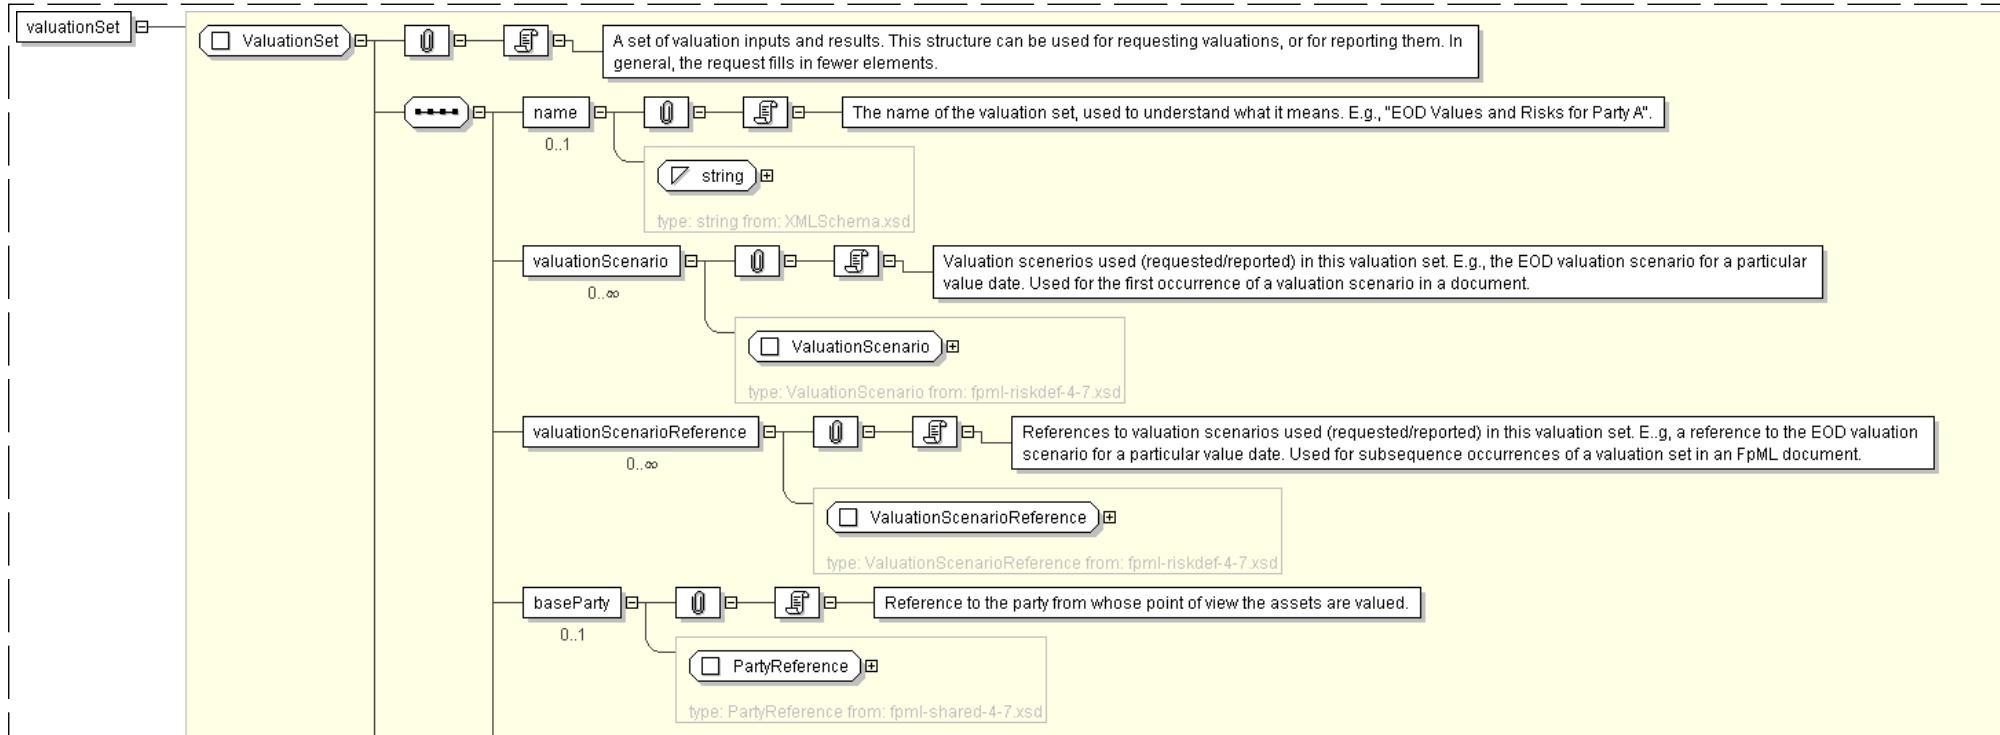 valuationSet
ValuationSet
A set of valuation inputs and results. This structure can be used for requesting valuations, or for reporting them. In
general, the request fills in fewer elements.
name
The name of the valuation set, used to understand what it means. E.g., "EOD Values and Risks for Party A".
0..1
string
type: string from: XMLSchema.xsd
valuationScenario
Valuation scenerios used (requested/reported) in this valuation set. E.g., the EOD valuation scenario for a particular
value date. Used for the first occurrence of a valuation scenario in a document.
0..∞
ValuationScenario
type: ValuationScenario from: fpml-riskdef-4-7.xsd
valuationScenarioReference
References to valuation scenarios used (requested/reported) in this valuation set. E..g, a reference to the EOD valuation
scenario for a particular value date. Used for subsequence occurrences of a valuation set in an FpML document.
0..∞
ValuationScenarioReference
type: ValuationScenarioReference from: fpml-riskdef-4-7.xsd
baseParty
Reference to the party from whose point of view the assets are valued.
0..1
PartyReference
type: PartyReference from: fpml-shared-4-7.xsd